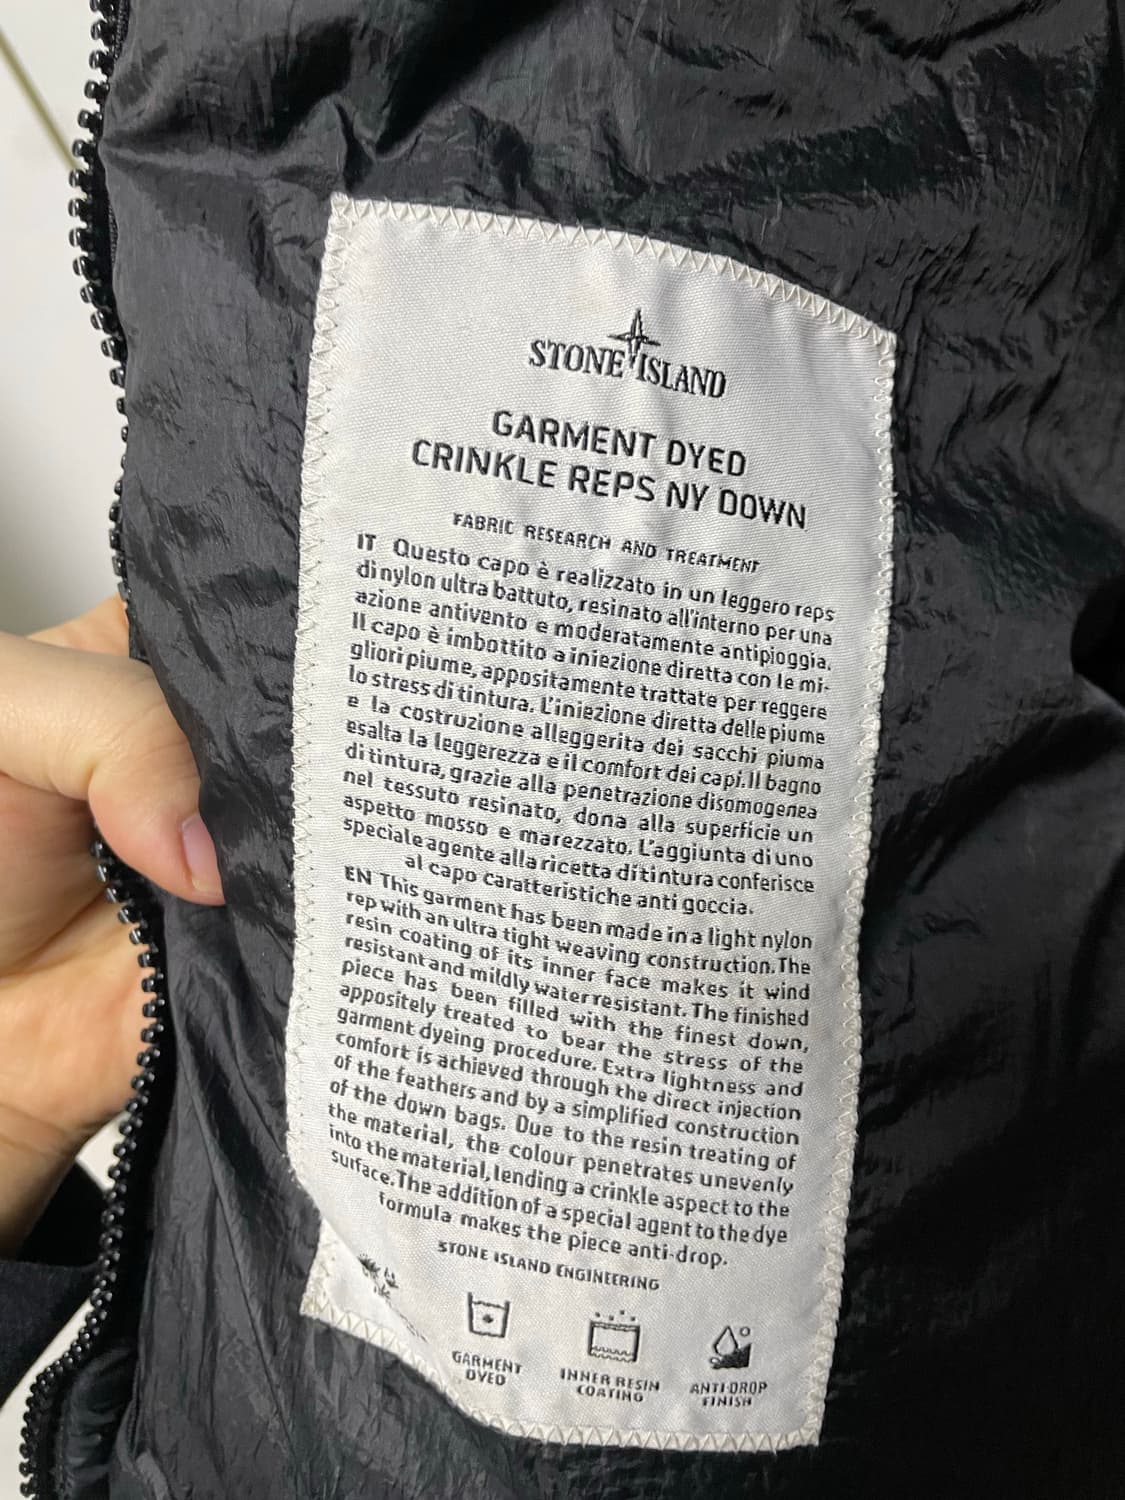 STONE ISLAND
GARMENT DYED
CRINKLE REPS NY DOWN
FABRIC RESEARCH AND TREATMENT
IT Questo capo è realizzato in un leggero reps
di nylon ultra battuto, resinato all'interno per una
azione antivento e moderatamente antipioggia.
Il capo è imbottito a iniezione diretta con le mi-
gliori piume, appositamente trattate per reggere
lo stress di tintura. L'iniezione diretta delle piume
e la costruzione alleggerita dei sacchi piuma
esalta la leggerezza e il comfort dei capi. Il bagno
di tintura, grazie alla penetrazione disomogenea
nel tessuto resinato, dona alla superficie un
aspetto mosso e marezzato. L'aggiunta di uno
speciale agente alla ricetta di tintura conferisce
al capo caratteristiche anti goccia.
EN This garment has been made in a light nylon
rep with an ultra tight weaving construction. The
resin coating of its inner face makes it wind
resistant and mildly water resistant. The finished
piece has been filled with the finest down,
appositely treated to bear the stress of the
garment dyeing procedure. Extra lightness and
comfort is achieved through the direct injection
of the feathers and by a simplified construction
of the down bags. Due to the resin treating of
the material, the colour penetrates unevenly
into the material, lending a crinkle aspect to the
surface. The addition of a special agent to the dye
formula makes the piece anti-drop.
STONE ISLAND ENGINEERING
GARMENT
DYED
INNER RESIN
COATING
ANTI-DROP
FINISH